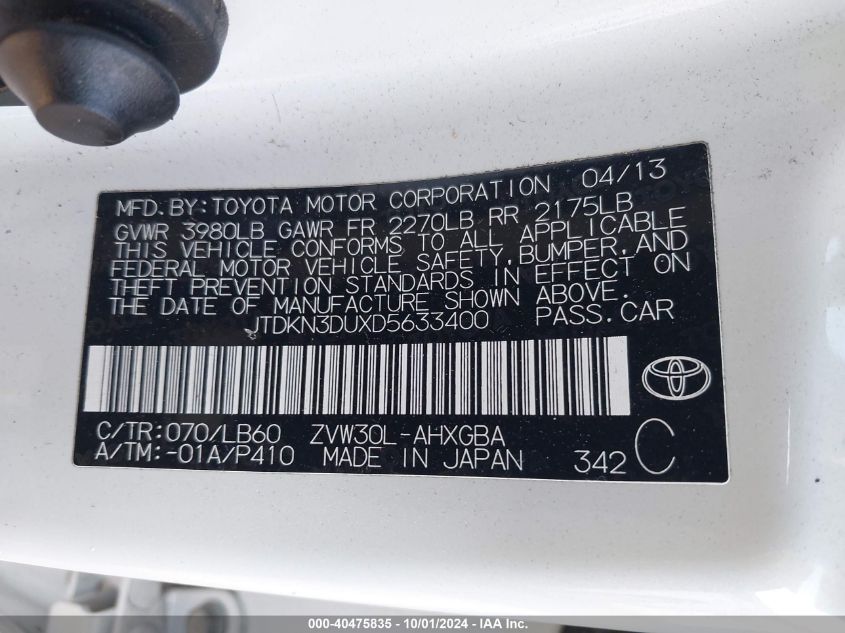 MFD. BY: TOYOTA MOTOR CORPORATION 04/13
GVWR 3980LB GAWR FR 2270LB RR 2175LB
THIS VEHICLE CONFORMS TO ALL APPLICABLE
FEDERAL MOTOR VEHICLE SAFETY, BUMPER, AND
THEFT PREVENTION STANDARDS IN EFFECT ON
THE DATE OF MANUFACTURE SHOWN ABOVE.
JTDKN3DUXD5633400 PASS. CAR
C/TR: 070/LB60 ZVW30L-AHXGBA
A/TM: -01A/P410 MADE IN JAPAN 342 C
000-40475835 - 10/01/2024 - IAA Inc.